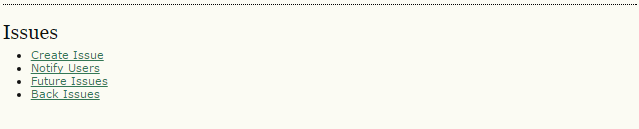 Issues
Create Issue
Notify Users
Future Issues
Back Issues